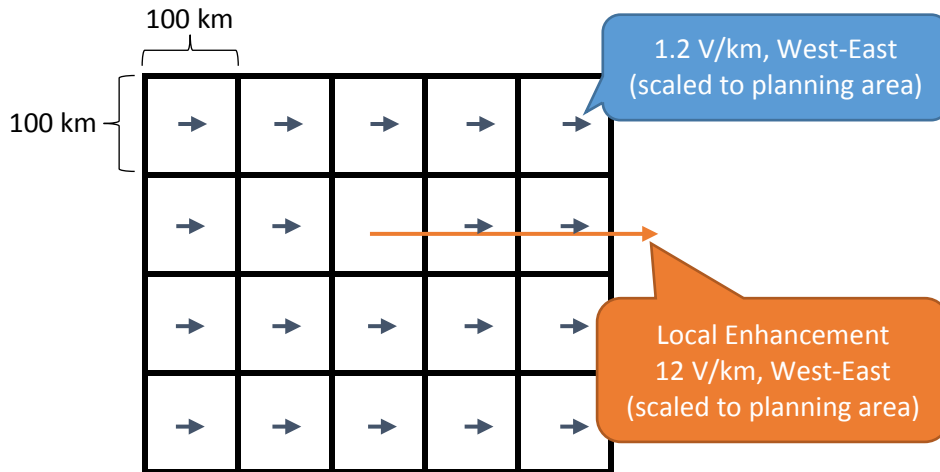 100 km
100 km
1.2 V/km, West-East
(scaled to planning area)
Local Enhancement
12 V/km, West-East
(scaled to planning area)